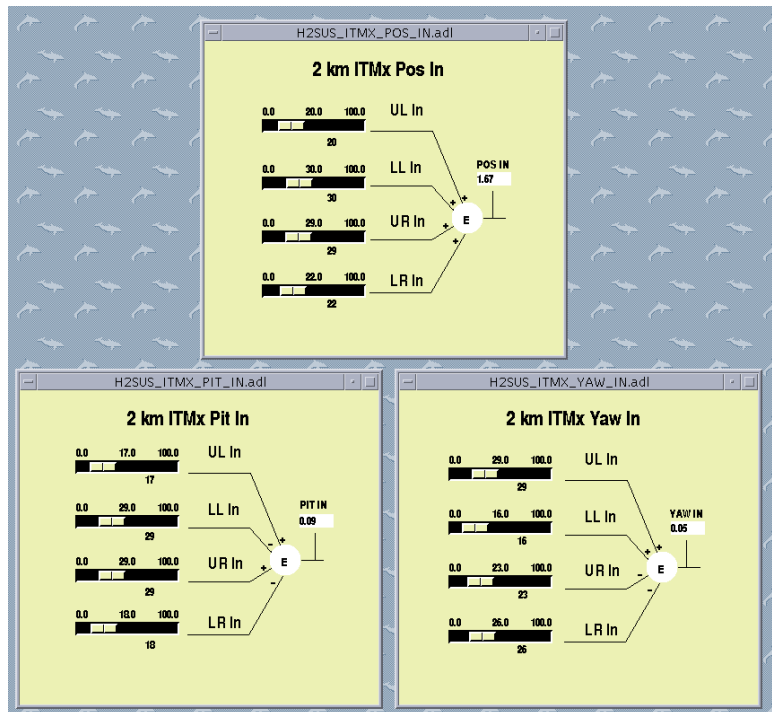 H2SUS_ITMX_POS_IN.adl
2 km ITMx Pos In
0.0 20.0 100.0 UL In
20
0.0 30.0 100.0 LL In
30
POS IN
1.67
0.0 29.0 100.0 UR In
29
+ + + +
E
0.0 22.0 100.0 LR In
22
H2SUS_ITMX_PIT_IN.adl
2 km ITMx Pit In
0.0 17.0 100.0 UL In
17
0.0 29.0 100.0 LL In
29
PIT IN
0.09
0.0 29.0 100.0 UR In
29
- + + -
E
0.0 18.0 100.0 LR In
18
H2SUS_ITMX_YAW_IN.adl
2 km ITMx Yaw In
0.0 29.0 100.0 UL In
29
0.0 16.0 100.0 LL In
16
YAW IN
0.05
0.0 23.0 100.0 UR In
23
+ + - -
E
0.0 26.0 100.0 LR In
26